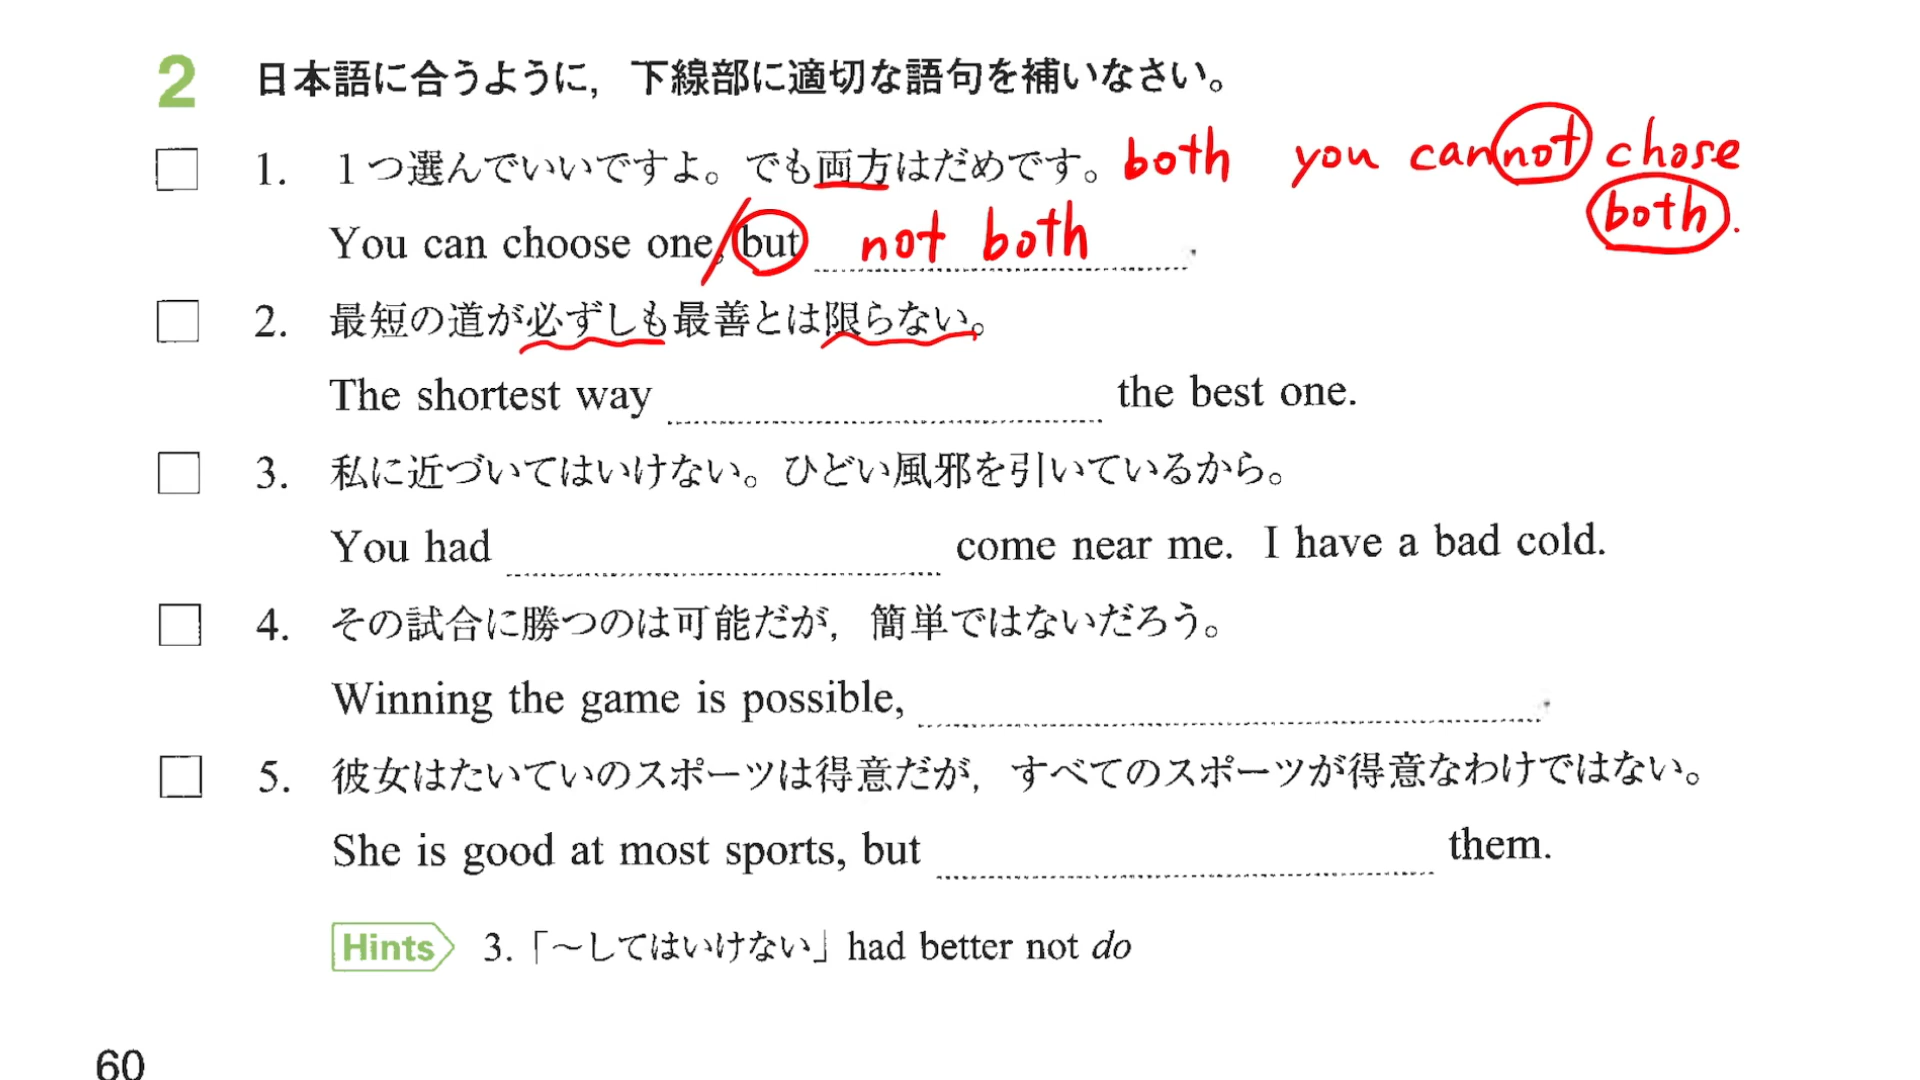 2 日本語に合うように，下線部に適切な語句を補いなさい。
1. 1つ選んでいいですよ。でも両方はだめです。 both you cannot chose
both.
You can choose one, but not both.
2. 最短の道が必ずしも最善とは限らない。
The shortest way the best one.
3. 私に近づいてはいけない。ひどい風邪を引いているから。
You had come near me. I have a bad cold.
4. その試合に勝つのは可能だが，簡単ではないだろう。
Winning the game is possible, .
5. 彼女はたいていのスポーツは得意だが，すべてのスポーツが得意なわけではない。
She is good at most sports, but them.
Hints 3.「～してはいけない」had better not do
60